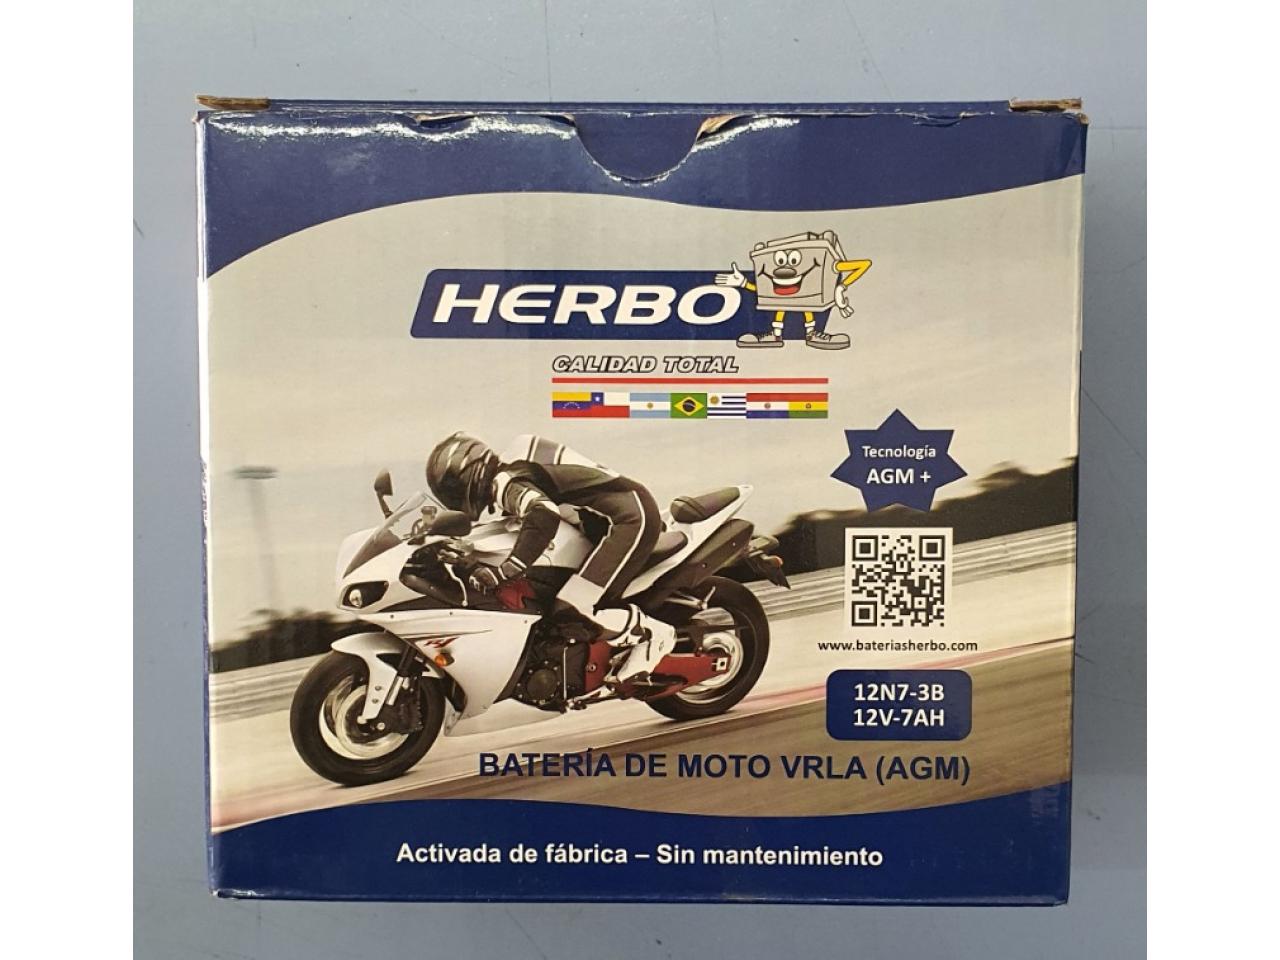 HERBO
CALIDAD TOTAL
Tecnología
AGM +
www.bateriasherbo.com
12N7-3B
12V-7AH
R1
BATERÍA DE MOTO VRLA (AGM)
Activada de fábrica – Sin mantenimiento